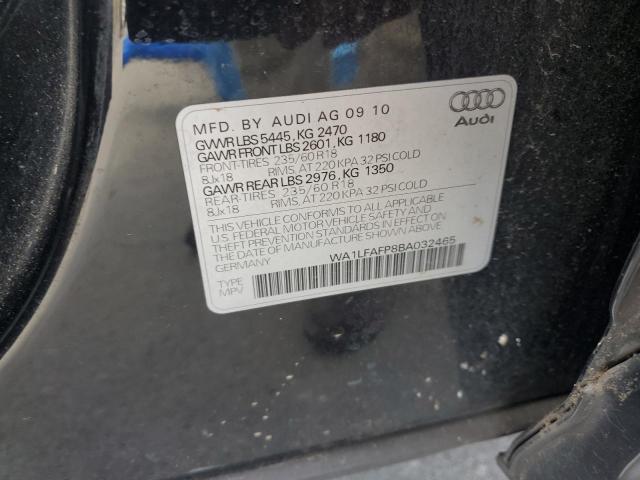 MFD. BY AUDI AG 09 10
GVWR LBS 5445, KG 2470
GAWR FRONT LBS 2601, KG 1180
FRONT-TIRES 235/60 R18
8Jx18 RIMS, AT 220 KPA 32 PSI COLD
GAWR REAR LBS 2976, KG 1350
REAR-TIRES 235/60 R18
8Jx18 RIMS, AT 220 KPA 32 PSI COLD
THIS VEHICLE CONFORMS TO ALL APPLICABLE
U.S. FEDERAL MOTOR VEHICLE SAFETY AND
THEFT PREVENTION STANDARDS IN EFFECT ON
THE DATE OF MANUFACTURE SHOWN ABOVE.
GERMANY WA1LFAFP8BA032465
TYPE
MPV
Audi